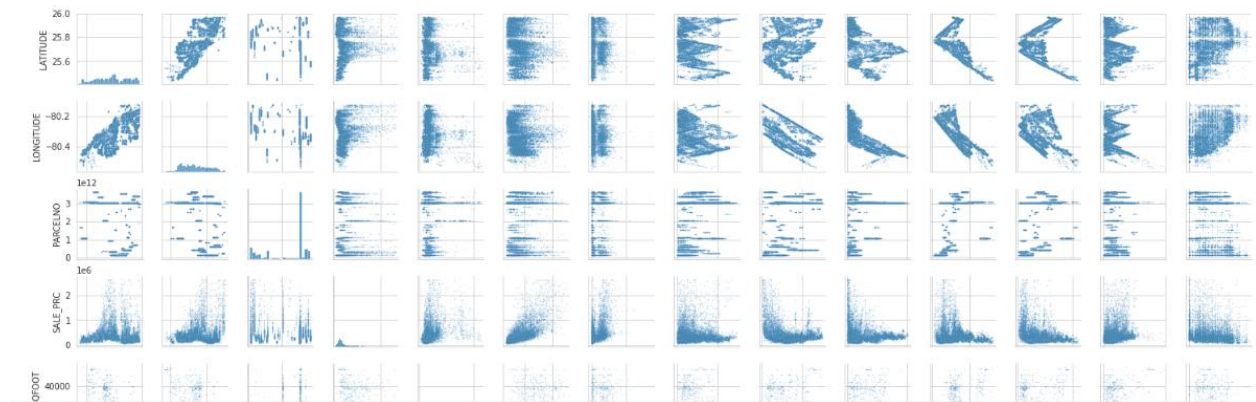 26.0
25.8
25.6
LATITUDE
−80.2
−80.4
LONGITUDE
1e12
3
2
1
0
PARCELNO
1e6
2
1
0
SALE_PRC
40000
QFOOT